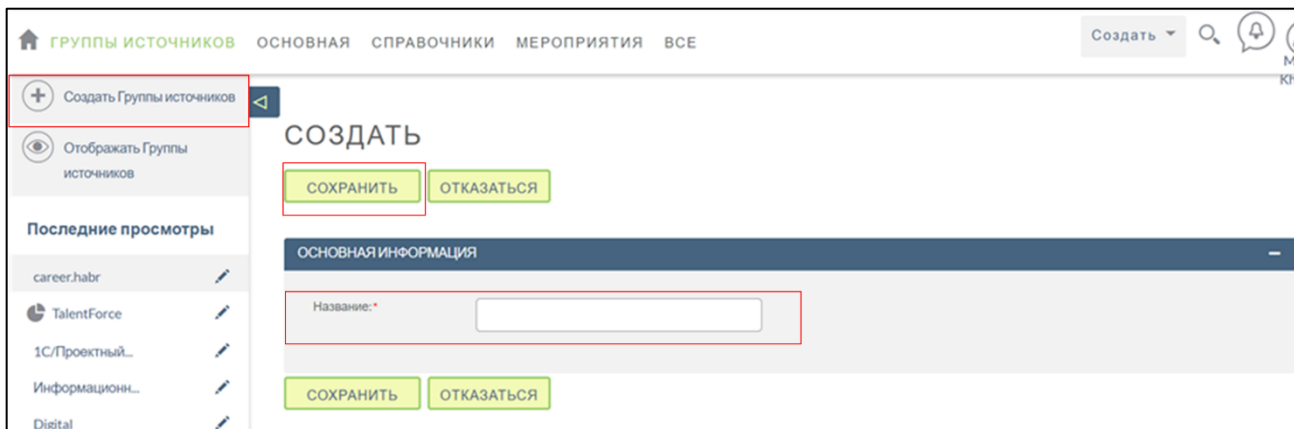 ГРУППЫ ИСТОЧНИКОВ ОСНОВНАЯ СПРАВОЧНИКИ МЕРОПРИЯТИЯ ВСЕ Создать
Создать Группы источников
Отображать Группы
источников
Последние просмотры
career.habr
TalentForce
1С/Проектный...
Информационн...
Digital
СОЗДАТЬ
СОХРАНИТЬ ОТКАЗАТЬСЯ
ОСНОВНАЯ ИНФОРМАЦИЯ
Название:*
СОХРАНИТЬ ОТКАЗАТЬСЯ